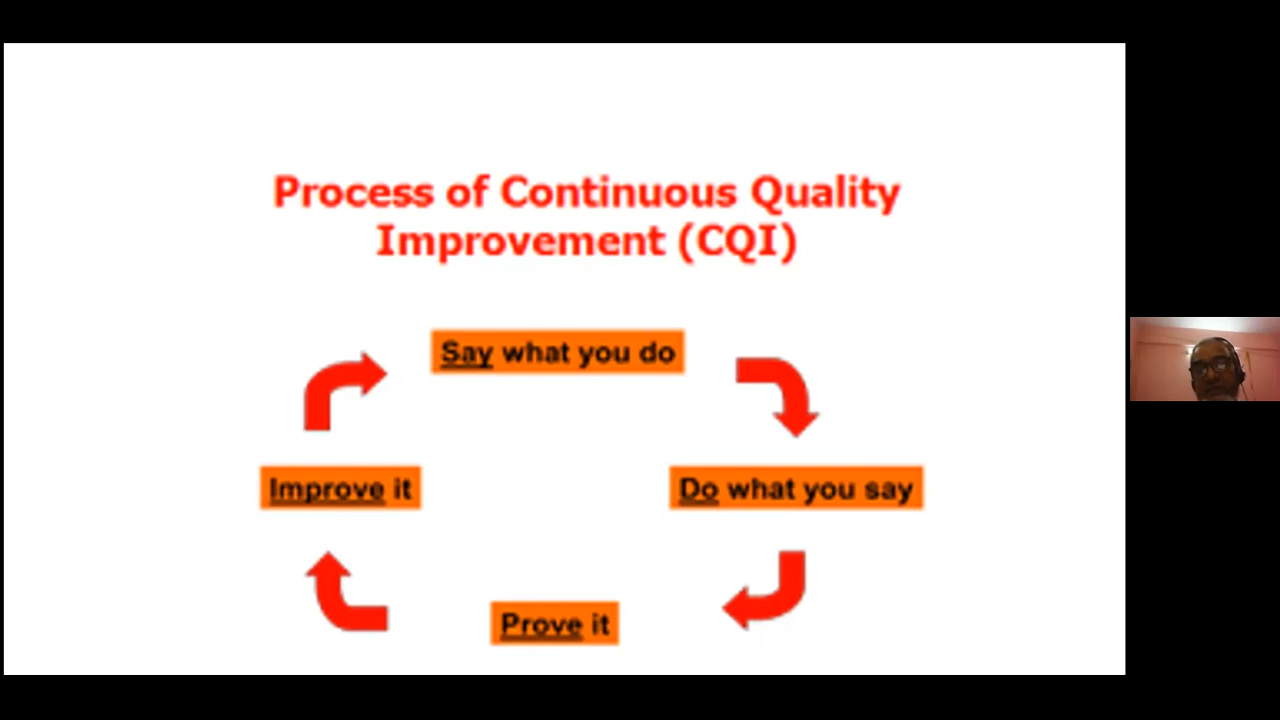 Process of Continuous Quality
Improvement (CQI)
Say what you do
Improve it
Do what you say
Prove it